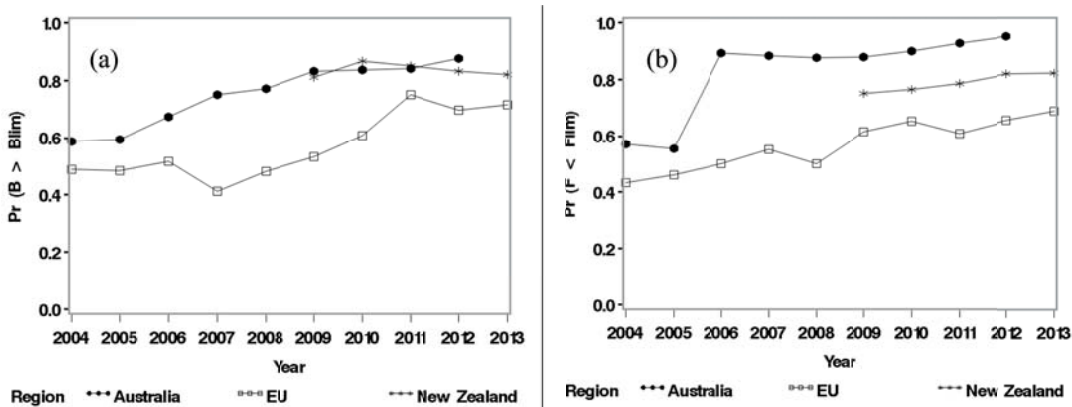 (a)
Pr (B > Blim)
1.0
0.8
0.6
0.4
0.2
0.0
2004 2005 2006 2007 2008 2009 2010 2011 2012 2013
Year
Region Australia EU New Zealand
(b)
Pr (F < Flim)
1.0
0.8
0.6
0.4
0.2
0.0
2004 2005 2006 2007 2008 2009 2010 2011 2012 2013
Year
Region Australia EU New Zealand